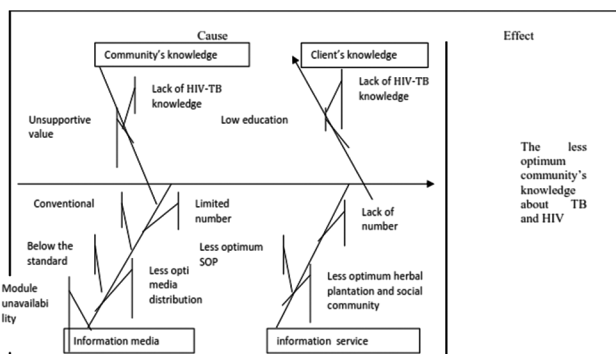 Cause
Effect
Community's knowledge
Client's knowledge
Lack of HIV-TB
knowledge
Lack of HIV-TB
knowledge
Unsupportive
value
Low education
The less
optimum
community's
knowledge
about TB
and HIV
Conventional
Limited
number
Lack of
number
Below the
standard
Less optimum
SOP
Less opti
media
distribution
Less optimum herbal
plantation and social
community
Module
unavailabi
lity
Information media
information service